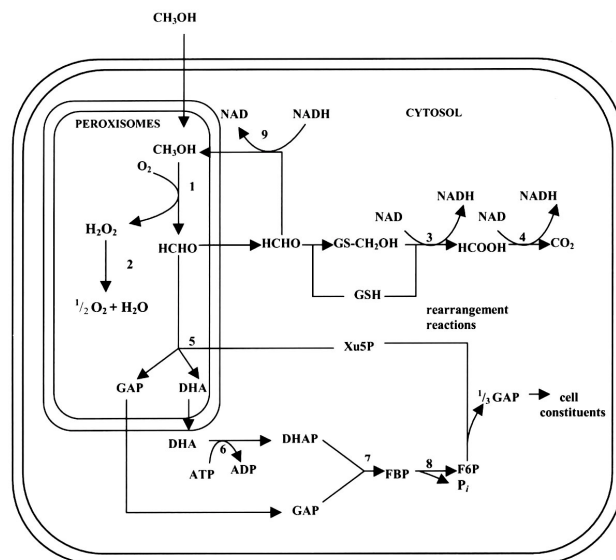 CH₃OH
PEROXISOMES
NAD
NADH
CYTOSOL
9
CH₃OH
O₂
1
NAD
NADH
NAD
NADH
H₂O₂
HCHO
HCHO
GS-CH₂OH
3
HCOOH
4
CO₂
2
GSH
½ O₂ + H₂O
rearrangement
reactions
5
Xu5P
GAP
DHA
⅓ GAP
cell
constituents
DHA
6
DHAP
ATP
ADP
7
FBP
8
F6P
Pi
GAP